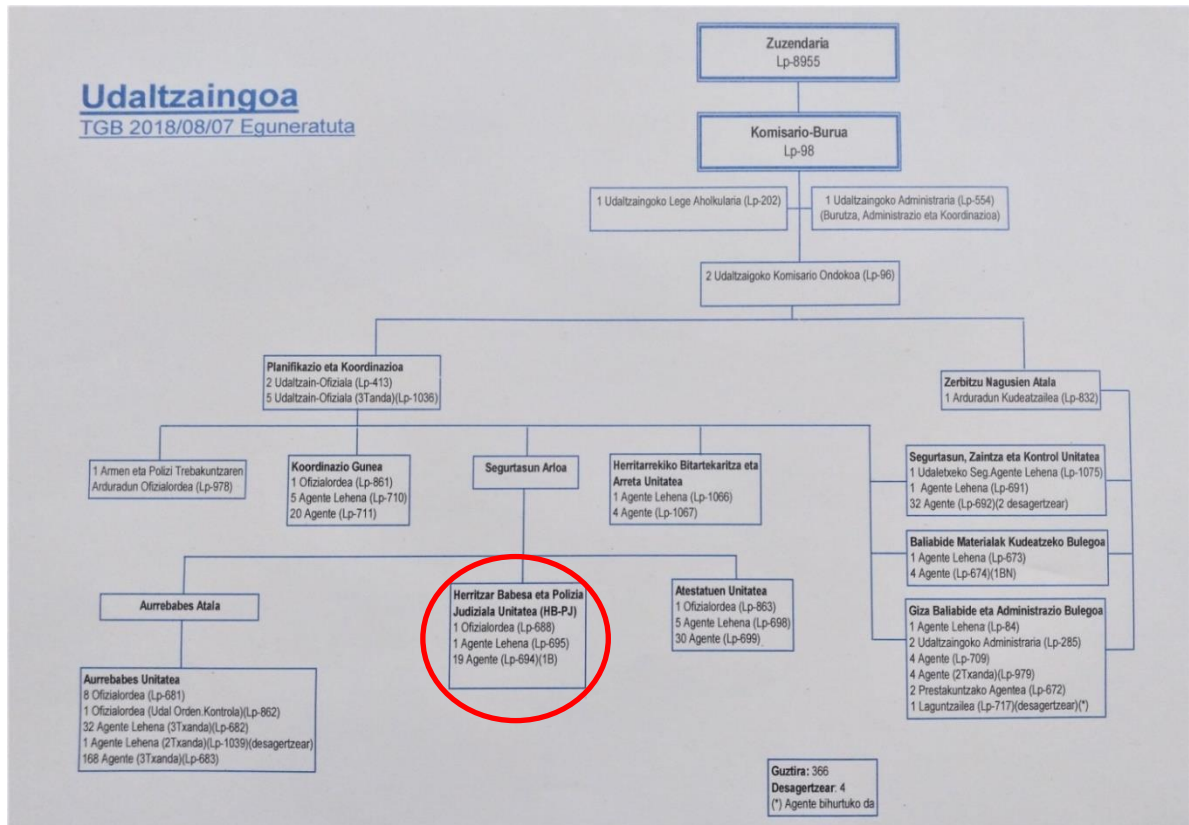 Udaltzaingoa
TGB 2018/08/07 Eguneratuta
Zuzendaria
Lp-8955
Komisario-Burua
Lp-98
1 Udaltzaingoko Lege Aholkularia (Lp-202)
1 Udaltzaingoko Administraria (Lp-554)
(Burutza, Administrazio eta Koordinazioa)
2 Udaltzaigoko Komisario Ondokoa (Lp-96)
Planifikazio eta Koordinazioa
2 Udaltzain-Ofiziala (Lp-413)
5 Udaltzain-Ofiziala (3Tanda)(Lp-1036)
Zerbitzu Nagusien Atala
1 Arduradun Kudeatzailea (Lp-832)
1 Armen eta Polizi Trebakuntzaren
Arduradun Ofizialordea (Lp-978)
Koordinazio Gunea
1 Ofizialordea (Lp-861)
5 Agente Lehena (Lp-710)
20 Agente (Lp-711)
Segurtasun Arloa
Herritarrekiko Bitartekaritza eta
Arreta Unitatea
1 Agente Lehena (Lp-1066)
4 Agente (Lp-1067)
Segurtasun, Zaintza eta Kontrol Unitatea
1 Udaletxeko Seg.Agente Lehena (Lp-1075)
1 Agente Lehena (Lp-691)
32 Agente (Lp-692)(2 desagertzear)
Baliabide Materialak Kudeatzeko Bulegoa
1 Agente Lehena (Lp-673)
4 Agente (Lp-674)(1BN)
Giza Baliabide eta Administrazio Bulegoa
1 Agente Lehena (Lp-84)
2 Udaltzaingoko Administraria (Lp-285)
4 Agente (Lp-709)
4 Agente (2Txanda)(Lp-979)
2 Prestakuntzako Agentea (Lp-672)
1 Laguntzailea (Lp-717)(desagertzear)(*)
Aurrebabes Atala
Herritzar Babesa eta Polizia
Judiziala Unitatea (HB-PJ)
1 Ofizialordea (Lp-688)
1 Agente Lehena (Lp-695)
19 Agente (Lp-694)(1B)
Atestatuen Unitatea
1 Ofizialordea (Lp-863)
5 Agente Lehena (Lp-698)
30 Agente (Lp-699)
Aurrebabes Unitatea
8 Ofizialordea (Lp-681)
1 Ofizialordea (Udal Orden.Kontrola)(Lp-862)
32 Agente Lehena (3Txanda)(Lp-682)
1 Agente Lehena (2Txanda)(Lp-1039)(desagertzear)
168 Agente (3Txanda)(Lp-683)
Guztira: 366
Desagertzear: 4
(*) Agente bihurtuko da